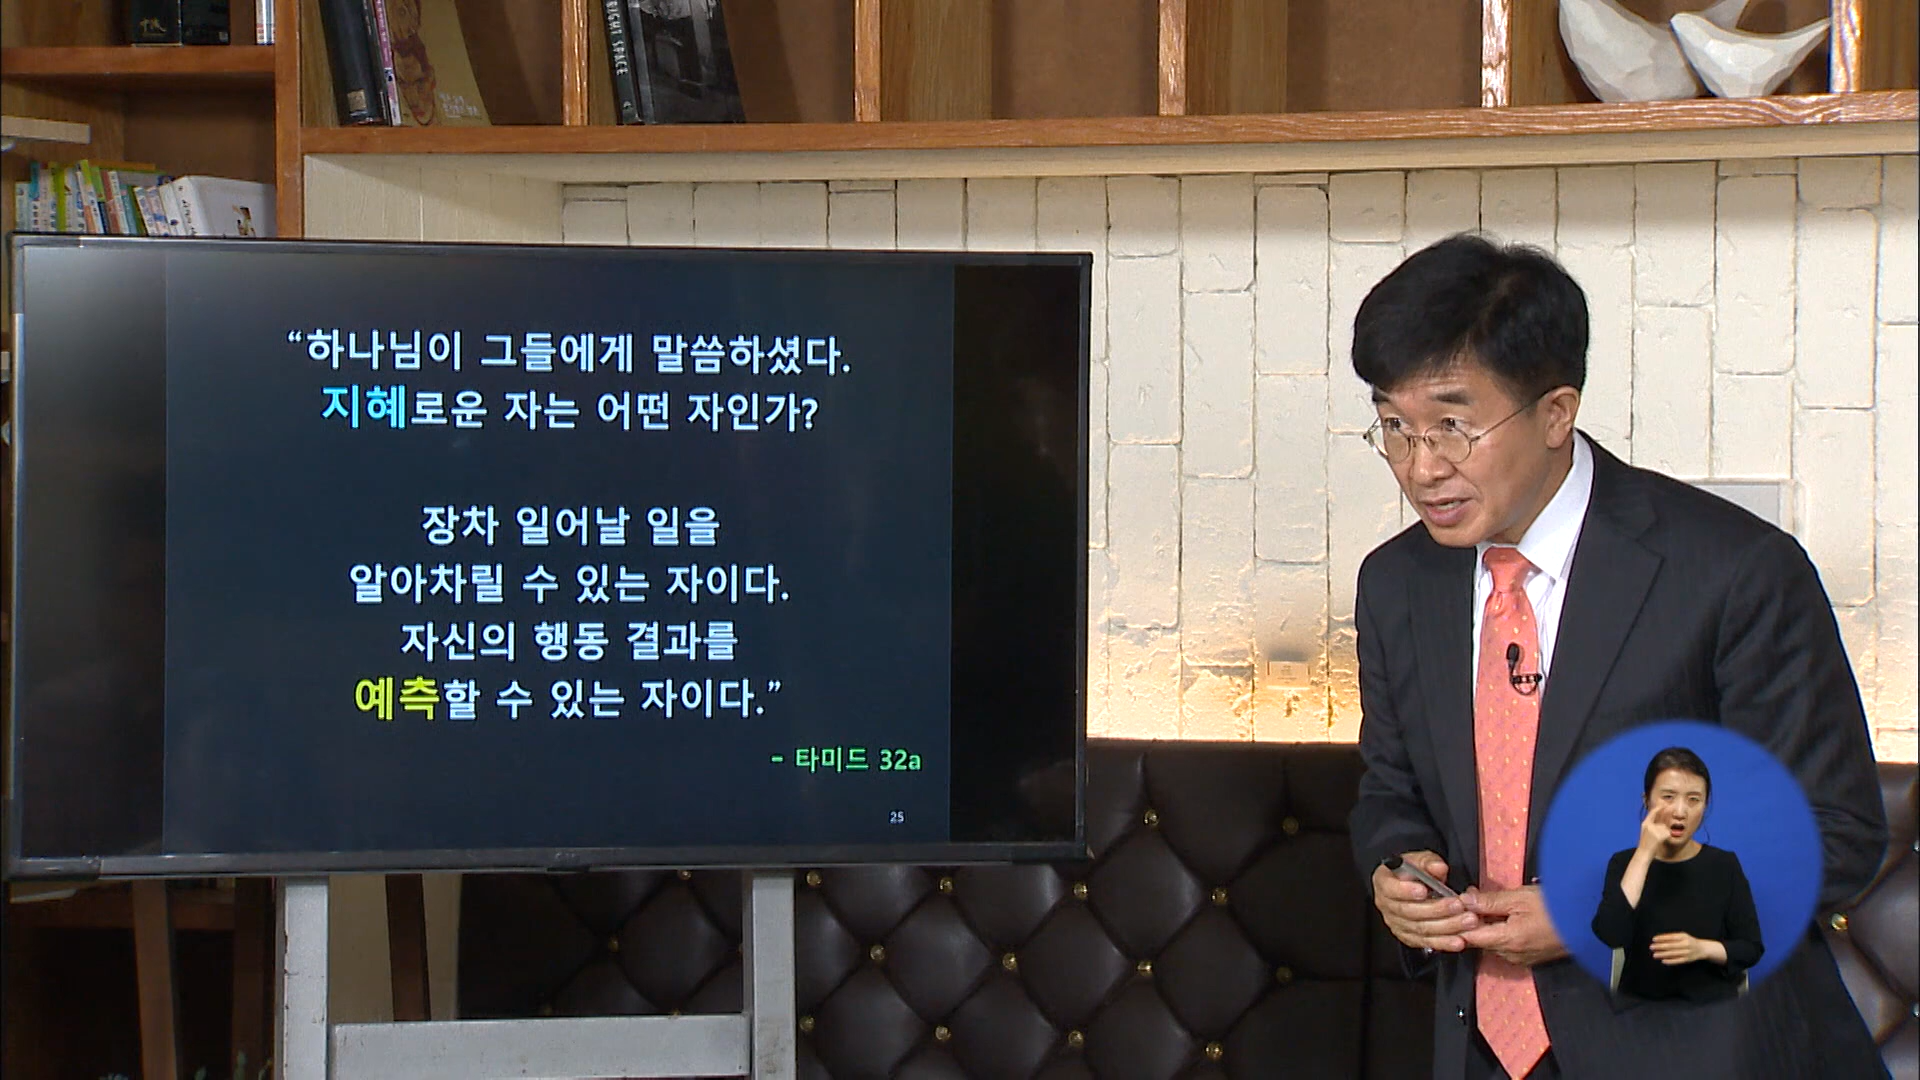 RIGHT SPACE
“하나님이 그들에게 말씀하셨다.
지혜로운 자는 어떤 자인가?
장차 일어날 일을
알아차릴 수 있는 자이다.
자신의 행동 결과를
예측할 수 있는 자이다.”
- 타미드 32a
25